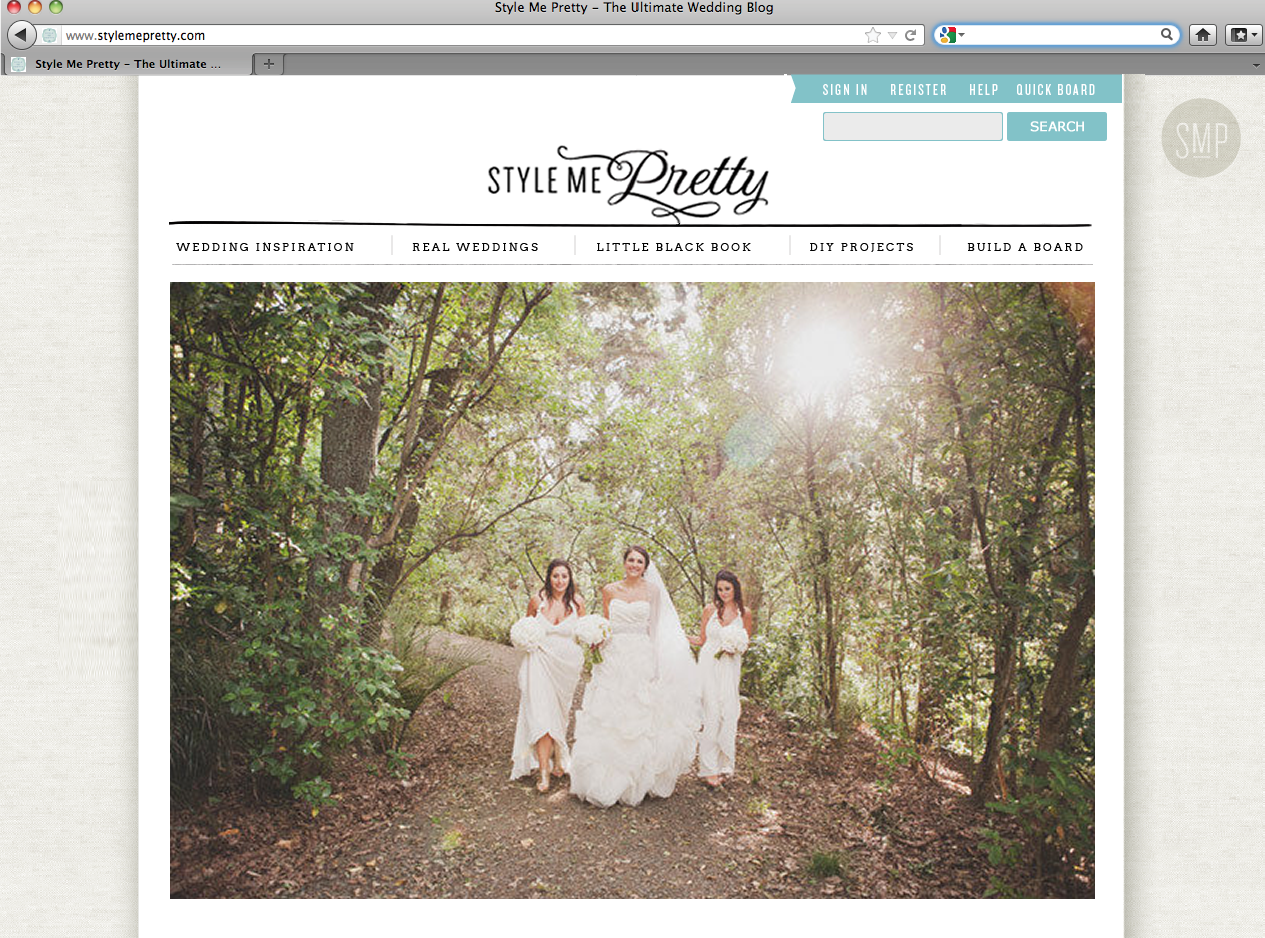 Style Me Pretty – The Ultimate Wedding Blog
www.stylemepretty.com
Style Me Pretty – The Ultimate ...
SIGN IN REGISTER HELP QUICK BOARD
SEARCH
SMP
STYLE ME Pretty
WEDDING INSPIRATION REAL WEDDINGS LITTLE BLACK BOOK DIY PROJECTS BUILD A BOARD